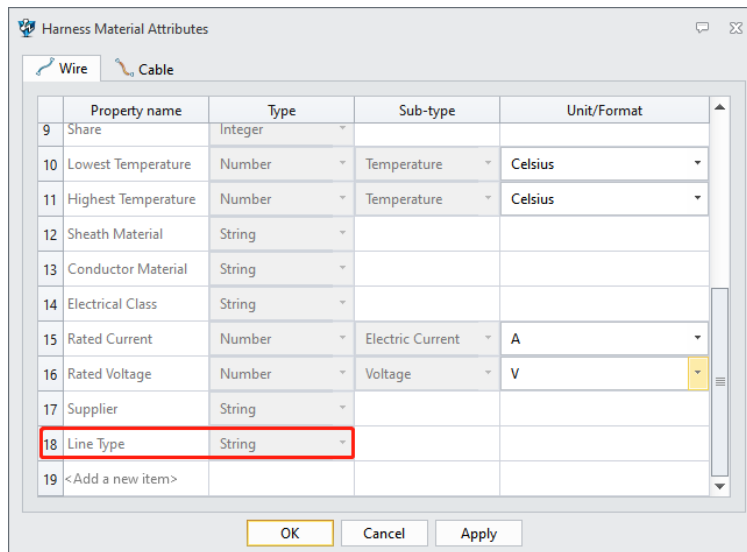 Harness Material Attributes
Wire Cable
Property name Type Sub-type Unit/Format
9 Share Integer
10 Lowest Temperature Number Temperature Celsius
11 Highest Temperature Number Temperature Celsius
12 Sheath Material String
13 Conductor Material String
14 Electrical Class String
15 Rated Current Number Electric Current A
16 Rated Voltage Number Voltage V
17 Supplier String
18 Line Type String
19 <Add a new item>
OK Cancel Apply